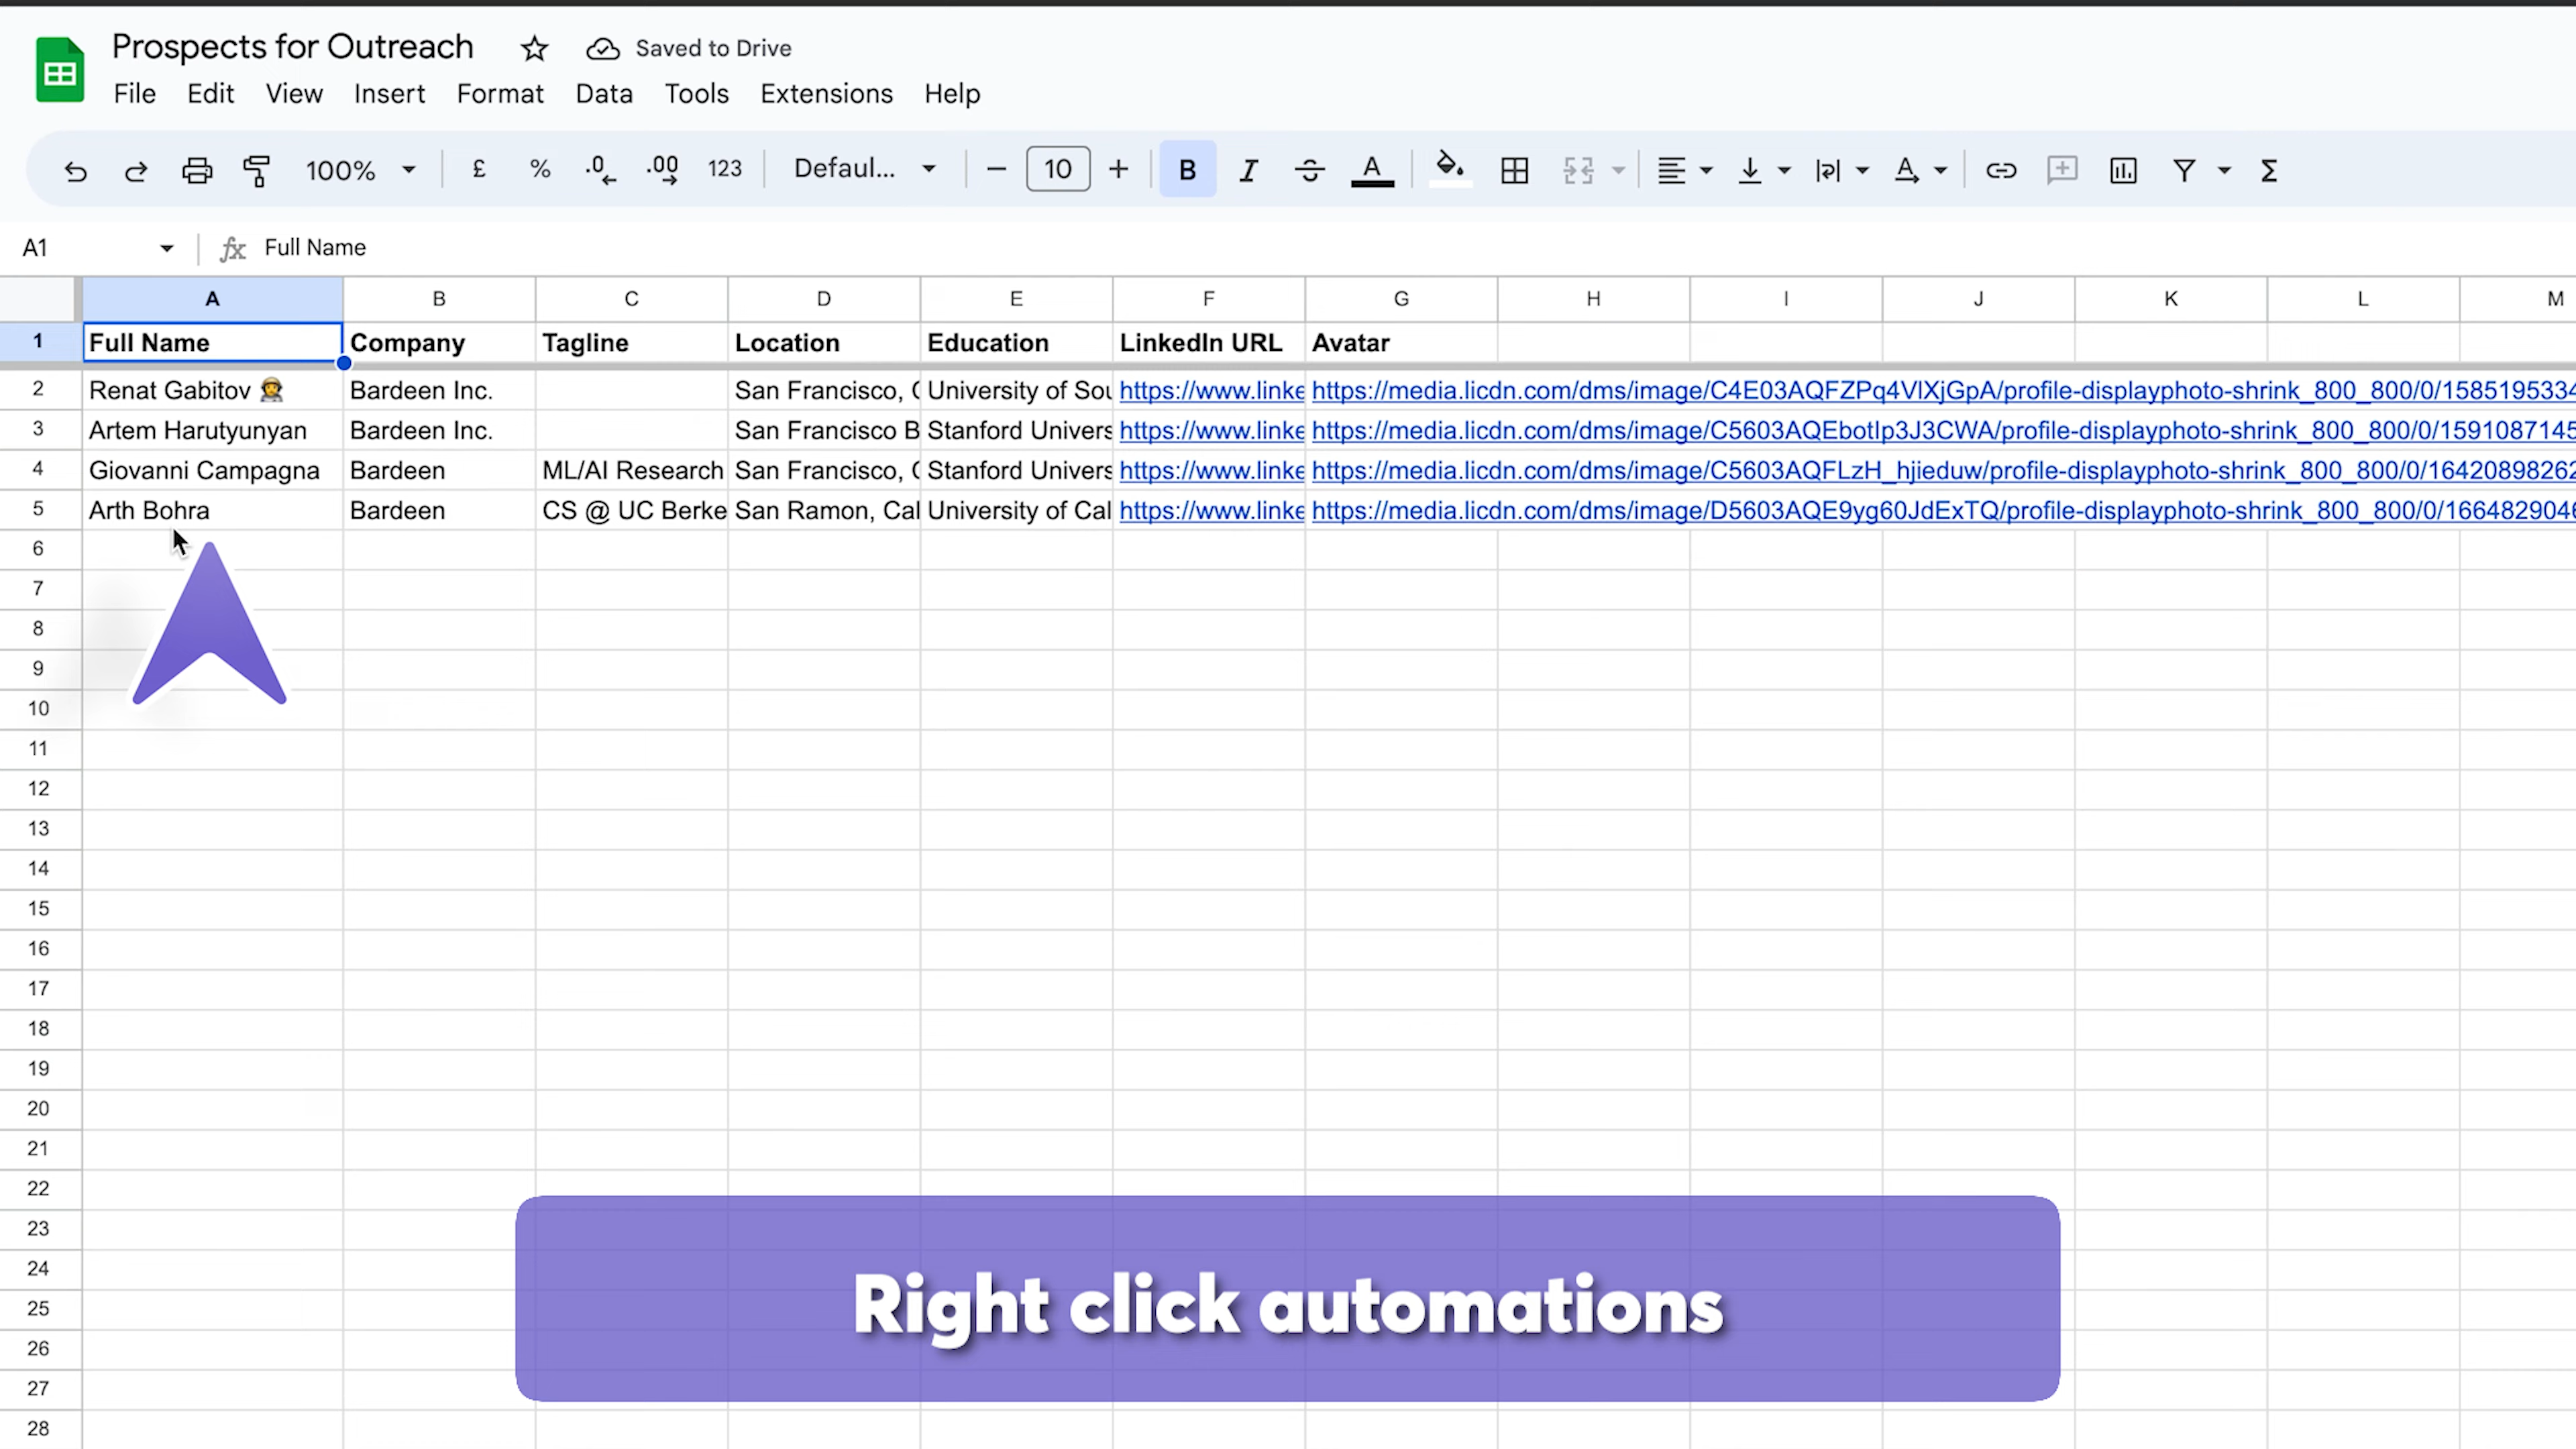 Prospects for Outreach Saved to Drive
File Edit View Insert Format Data Tools Extensions Help
100% £ % .0 .00 123 Defaul... 10 B I S A A Σ
A1 fx Full Name
A B C D E F G H I J K L M
1 Full Name Company Tagline Location Education LinkedIn URL Avatar
2 Renat Gabitov Bardeen Inc. San Francisco, University of Sou https://www.linke https://media.licdn.com/dms/image/C4E03AQFZPq4VlXjGpA/profile-displayphoto-shrink_800_800/0/1585195334
3 Artem Harutyunyan Bardeen Inc. San Francisco B Stanford Univers https://www.linke https://media.licdn.com/dms/image/C5603AQEbotIp3J3CWA/profile-displayphoto-shrink_800_800/0/1591087145
4 Giovanni Campagna Bardeen ML/AI Research San Francisco, Stanford Univers https://www.linke https://media.licdn.com/dms/image/C5603AQFLzH_hjieduw/profile-displayphoto-shrink_800_800/0/1642089826
5 Arth Bohra Bardeen CS @ UC Berke San Ramon, Cal University of Cal https://www.linke https://media.licdn.com/dms/image/D5603AQE9yg60JdExTQ/profile-displayphoto-shrink_800_800/0/166482904
6
7
8
9
10
11
12
13
14
15
16
17
18
19
20
21
22
23
24
25
26
27
28
Right click automations